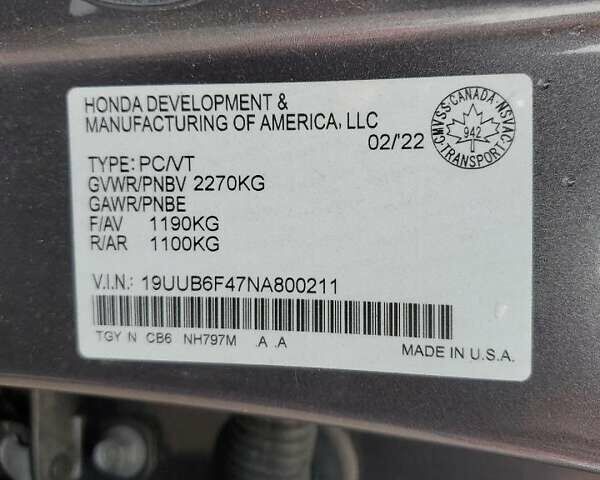 HONDA DEVELOPMENT &
MANUFACTURING OF AMERICA, LLC
02/'22
CMVSS·CANADA·NSVAC
942
·TRANSPORT·
TYPE: PC/VT
GVWR/PNBV 2270KG
GAWR/PNBE
F/AV 1190KG
R/AR 1100KG
V.I.N.: 19UUB6F47NA800211
TGY N CB6 NH797M .A .A
MADE IN U.S.A.